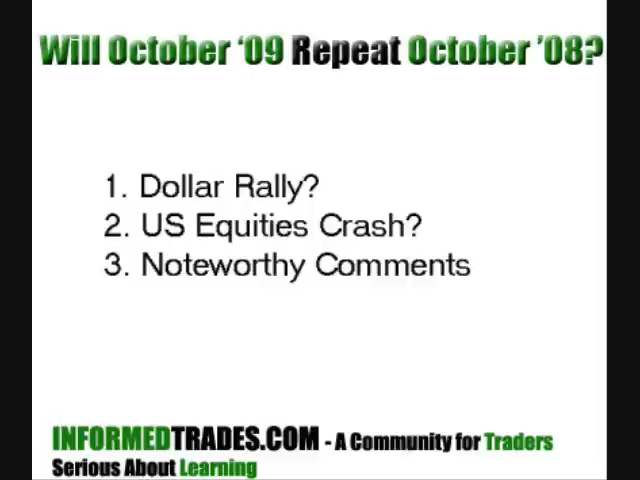 Will October ‘09 Repeat October ’08?
1. Dollar Rally?
2. US Equities Crash?
3. Noteworthy Comments
INFORMEDTRADES.COM - A Community for Traders
Serious About Learning